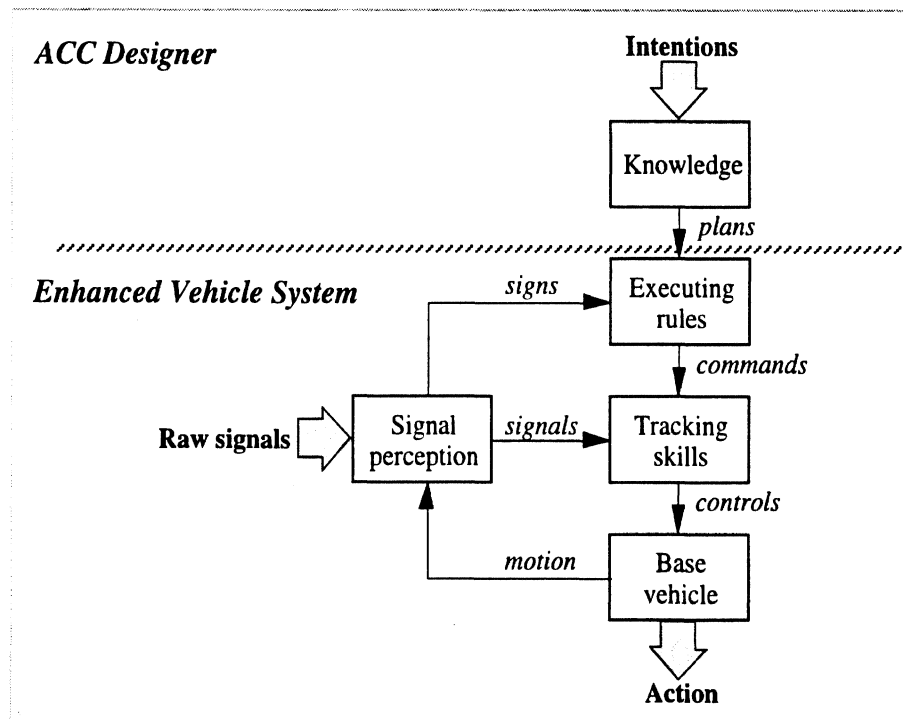 ACC Designer
Intentions
Knowledge
plans
Enhanced Vehicle System
signs
Executing
rules
commands
Raw signals
Signal
perception
signals
Tracking
skills
controls
motion
Base
vehicle
Action